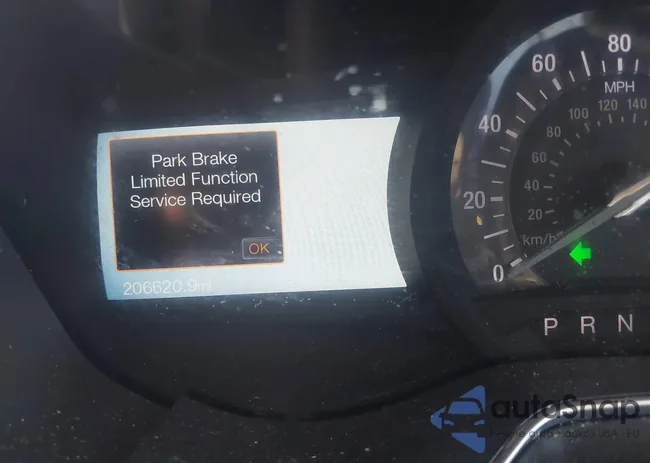 Park Brake
Limited Function
Service Required
OK
206620.9mi
80
60
MPH
40
100 120 140
80
60
20
40
20
km/h
0
P R N
autoSnap